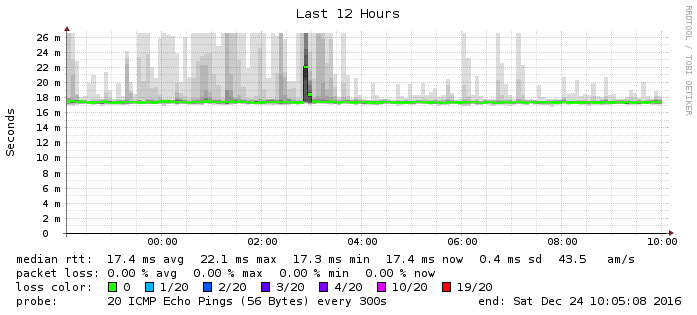 Last 12 Hours
RRDTOOL / TOBI OETIKER
Seconds
26 m
24 m
22 m
20 m
18 m
16 m
14 m
12 m
10 m
8 m
6 m
4 m
2 m
0
00:00 02:00 04:00 06:00 08:00 10:00
median rtt: 17.4 ms avg 22.1 ms max 17.3 ms min 17.4 ms now 0.4 ms sd 43.5 am/s
packet loss: 0.00 % avg 0.00 % max 0.00 % min 0.00 % now
loss color: 0 1/20 2/20 3/20 4/20 10/20 19/20
probe: 20 ICMP Echo Pings (56 Bytes) every 300s end: Sat Dec 24 10:05:08 2016